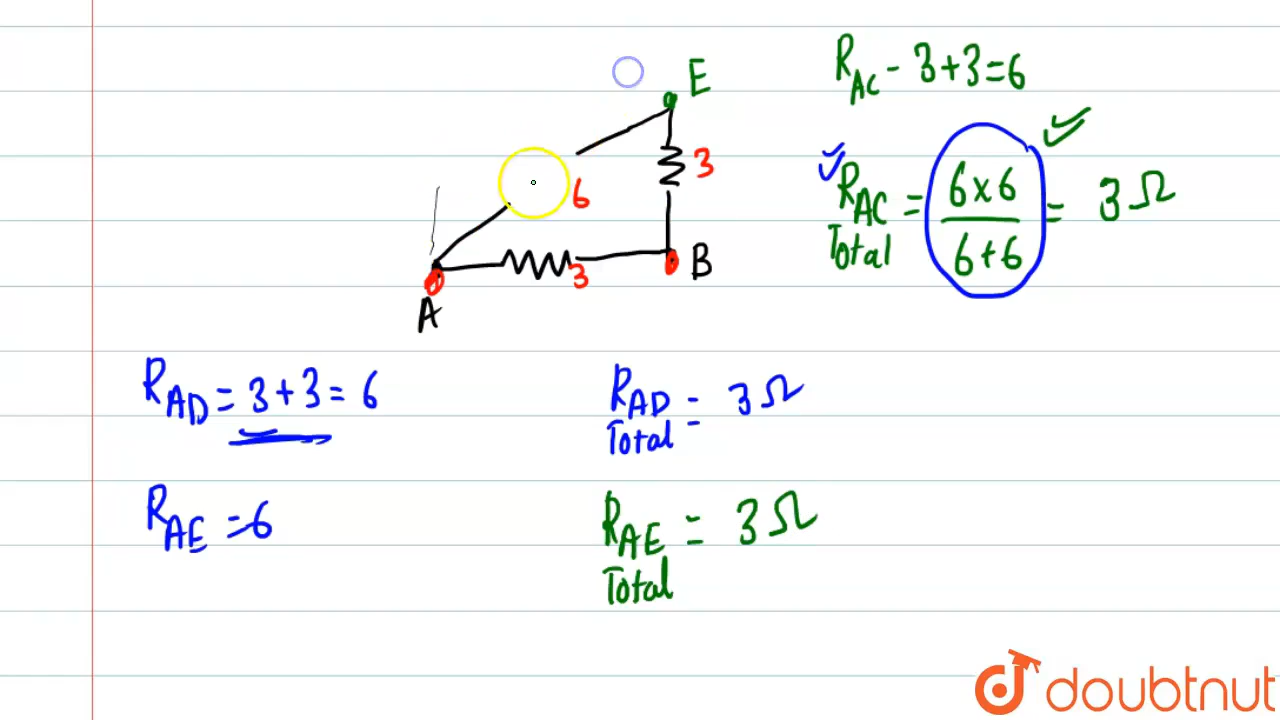 E
R_AC - 3+3=6
3
6
R_AC Total = 6×6/6+6 = 3Ω
3
B
A
R_AD = 3+3=6
R_AD Total = 3Ω
R_AE = 6
R_AE Total = 3Ω
doubtnut